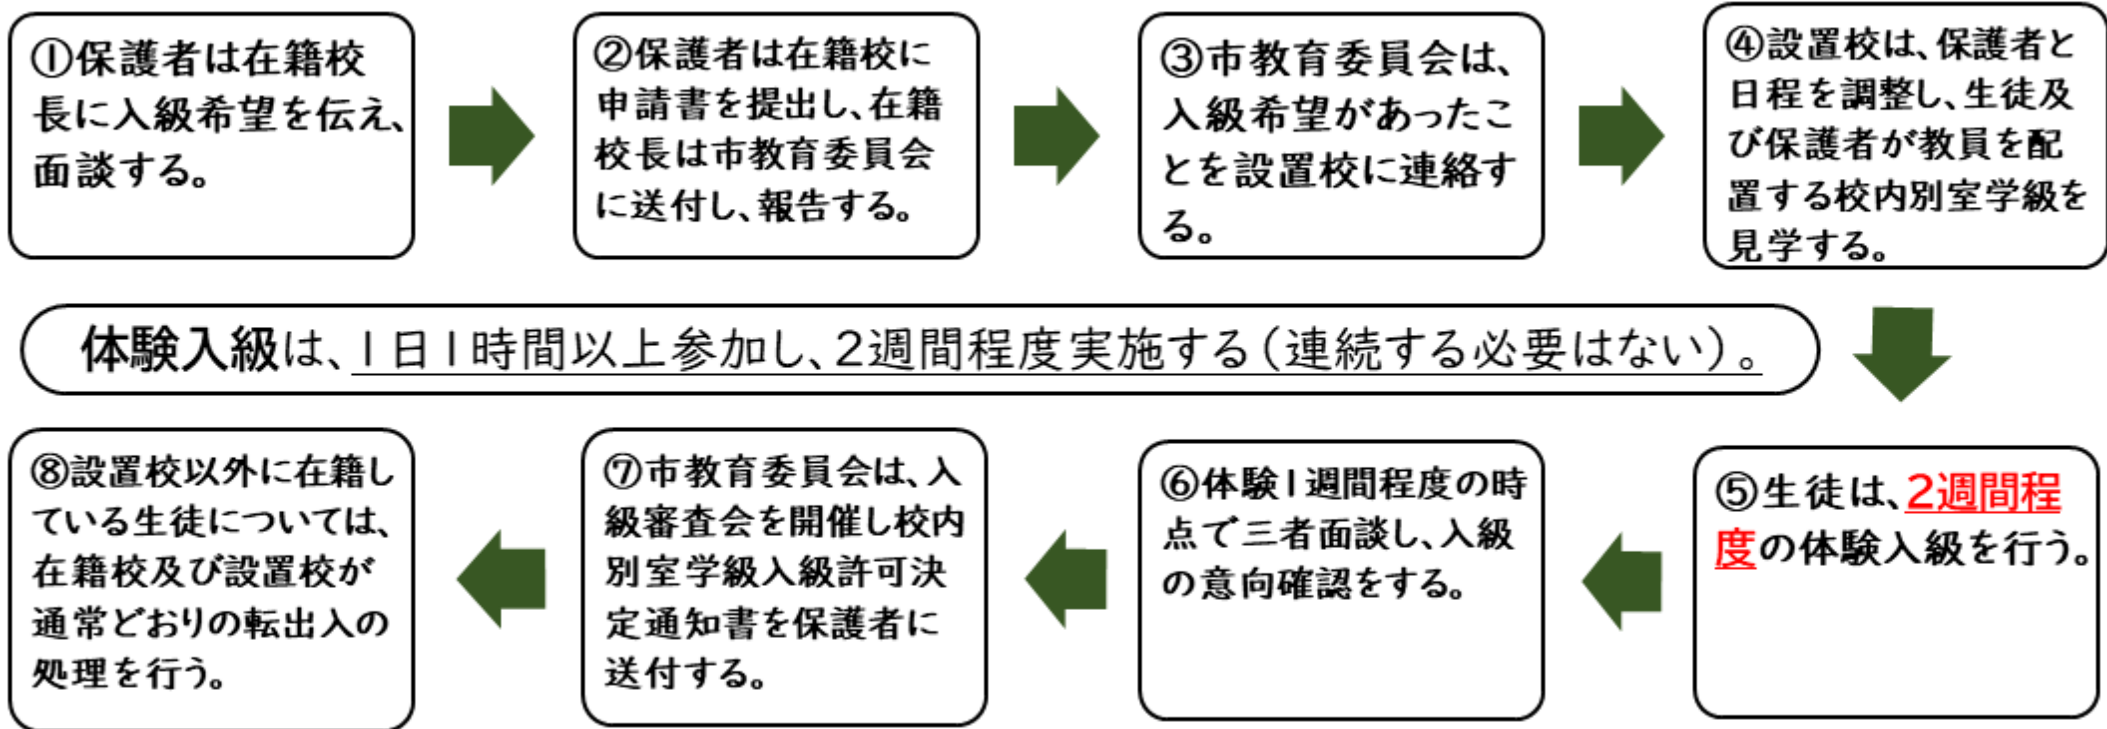 ①保護者は在籍校
長に入級希望を伝え、
面談する。
②保護者は在籍校に
申請書を提出し、在籍
校長は市教育委員会
に送付し、報告する。
③市教育委員会は、
入級希望があったこ
とを設置校に連絡す
る。
④設置校は、保護者と
日程を調整し、生徒及
び保護者が教員を配
置する校内別室学級を
見学する。
体験入級は、1日1時間以上参加し、2週間程度実施する（連続する必要はない）。
⑤生徒は、2週間程
度の体験入級を行う。
⑥体験1週間程度の時
点で三者面談し、入級
の意向確認をする。
⑦市教育委員会は、入
級審査会を開催し校内
別室学級入級許可決
定通知書を保護者に
送付する。
⑧設置校以外に在籍し
ている生徒については、
在籍校及び設置校が
通常どおりの転出入の
処理を行う。